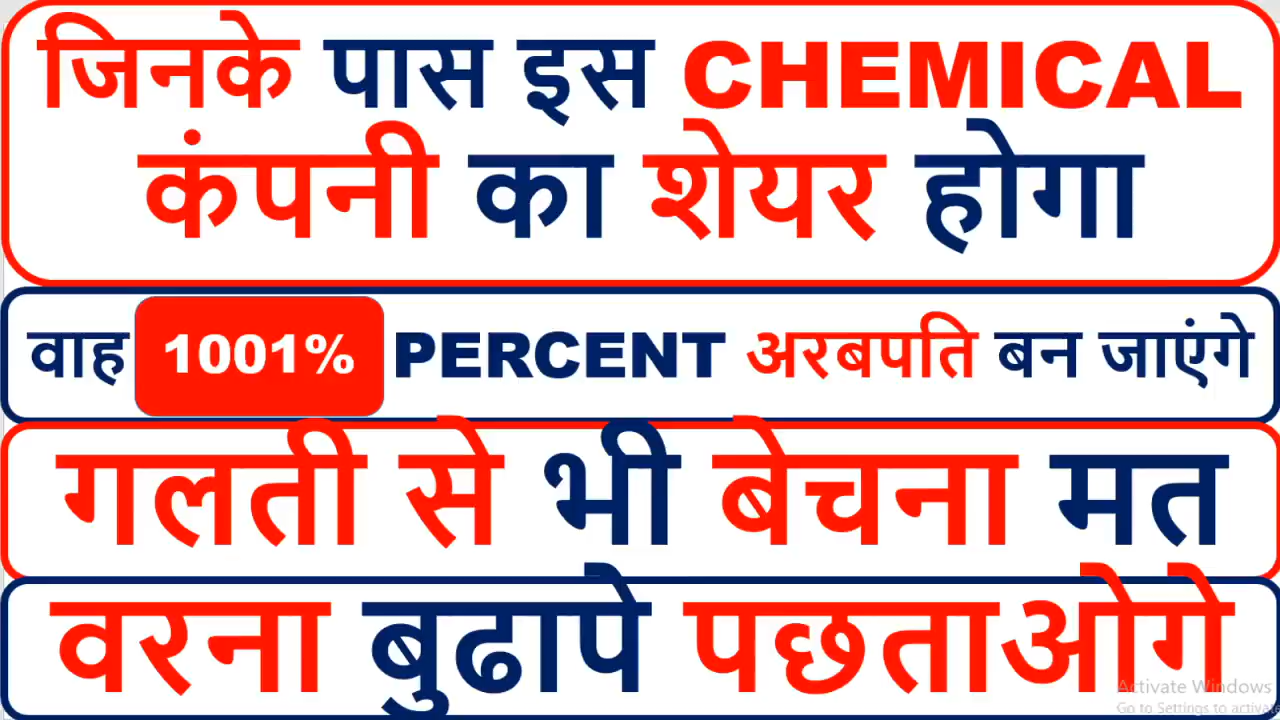 जिनके पास इस CHEMICAL
कंपनी का शेयर होगा
वाह 1001% PERCENT अरबपति बन जाएंगे
गलती से भी बेचना मत
वरना बुढापे पछताओगे
Activate Windows
Go to Settings to activate